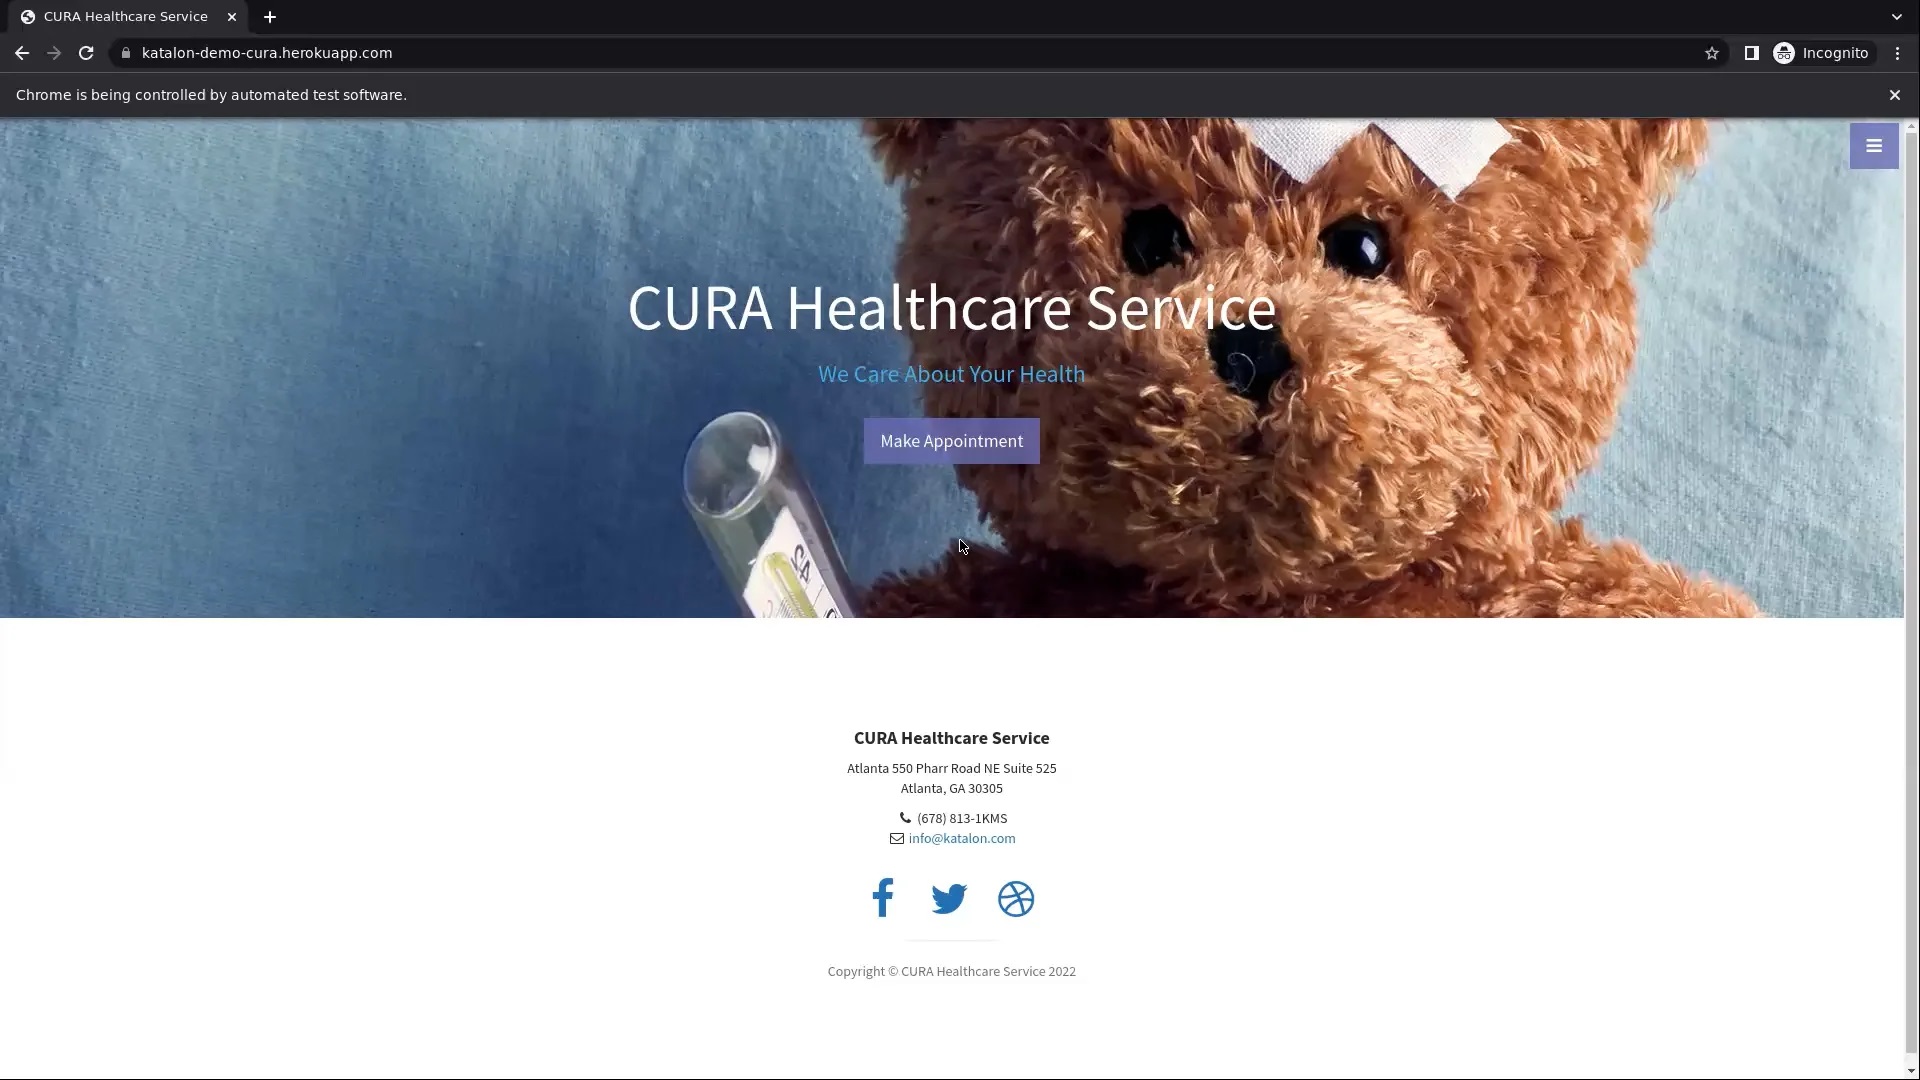 CURA Healthcare Service
katalon-demo-cura.herokuapp.com
Incognito
Chrome is being controlled by automated test software.
CURA Healthcare Service
We Care About Your Health
Make Appointment
CURA Healthcare Service
Atlanta 550 Pharr Road NE Suite 525
Atlanta, GA 30305
(678) 813-1KMS
info@katalon.com
Copyright © CURA Healthcare Service 2022